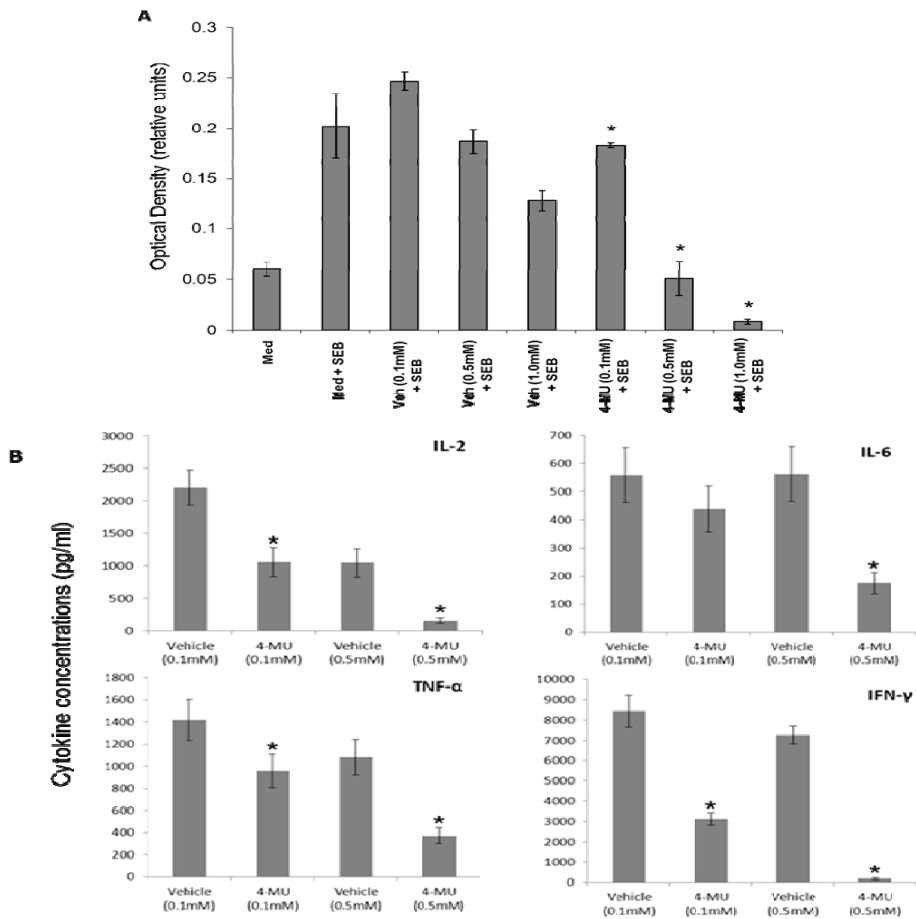 A
Optical Density (relative units)
0.3
0.25
0.2
0.15
0.1
0.05
0
Med
Med + SEB
Veh (0.1mM)
+ SEB
Veh (0.5mM)
+ SEB
Veh (1.0mM)
+ SEB
4-MU (0.1mM)
+ SEB
4-MU (0.5mM)
+ SEB
4-MU (1.0mM)
+ SEB
*
*
*
B
Cytokine concentrations (pg/ml)
IL-2
3000
2500
2000
1500
1000
500
0
*
*
Vehicle
(0.1mM)
4-MU
(0.1mM)
Vehicle
(0.5mM)
4-MU
(0.5mM)
IL-6
700
600
500
400
300
200
100
0
*
Vehicle
(0.1mM)
4-MU
(0.1mM)
Vehicle
(0.5mM)
4-MU
(0.5mM)
TNF-α
1800
1600
1400
1200
1000
800
600
400
200
0
*
*
Vehicle
(0.1mM)
4-MU
(0.1mM)
Vehicle
(0.5mM)
4-MU
(0.5mM)
IFN-γ
10000
9000
8000
7000
6000
5000
4000
3000
2000
1000
0
*
*
Vehicle
(0.1mM)
4-MU
(0.1mM)
Vehicle
(0.5mM)
4-MU
(0.5mM)